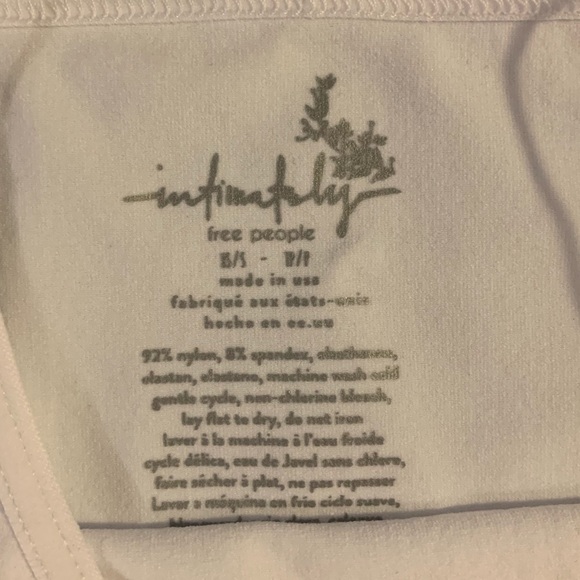 intimately
free people
XS/S - TP/P
made in usa
fabriqué aux états-unis
hecho en ee.uu
92% nylon, 8% spandex, elasthanne,
elastan, elastano, machine wash cold
gentle cycle, non-chlorine bleach,
lay flat to dry, do not iron
laver à la machine à l'eau froide
cycle délica, eau de Javel sans chlore,
faire sécher à plat, ne pas repasser
Lavar a máquina en frío ciclo suave,